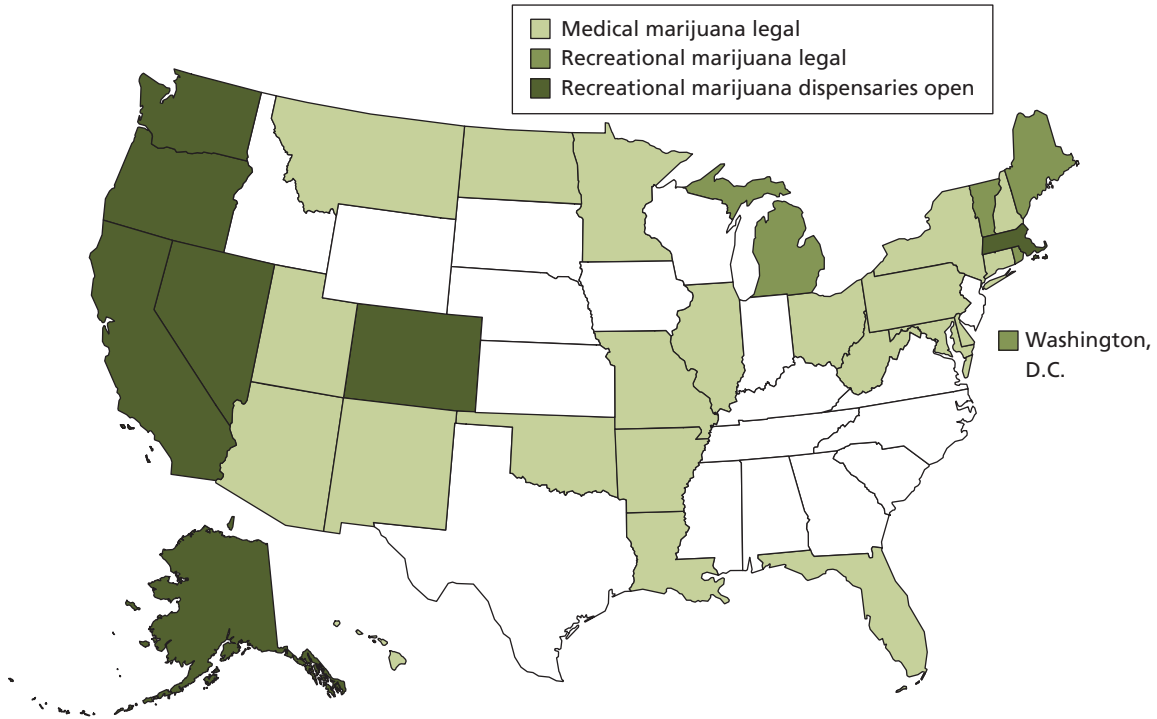 Medical marijuana legal
Recreational marijuana legal
Recreational marijuana dispensaries open
Washington,
D.C.